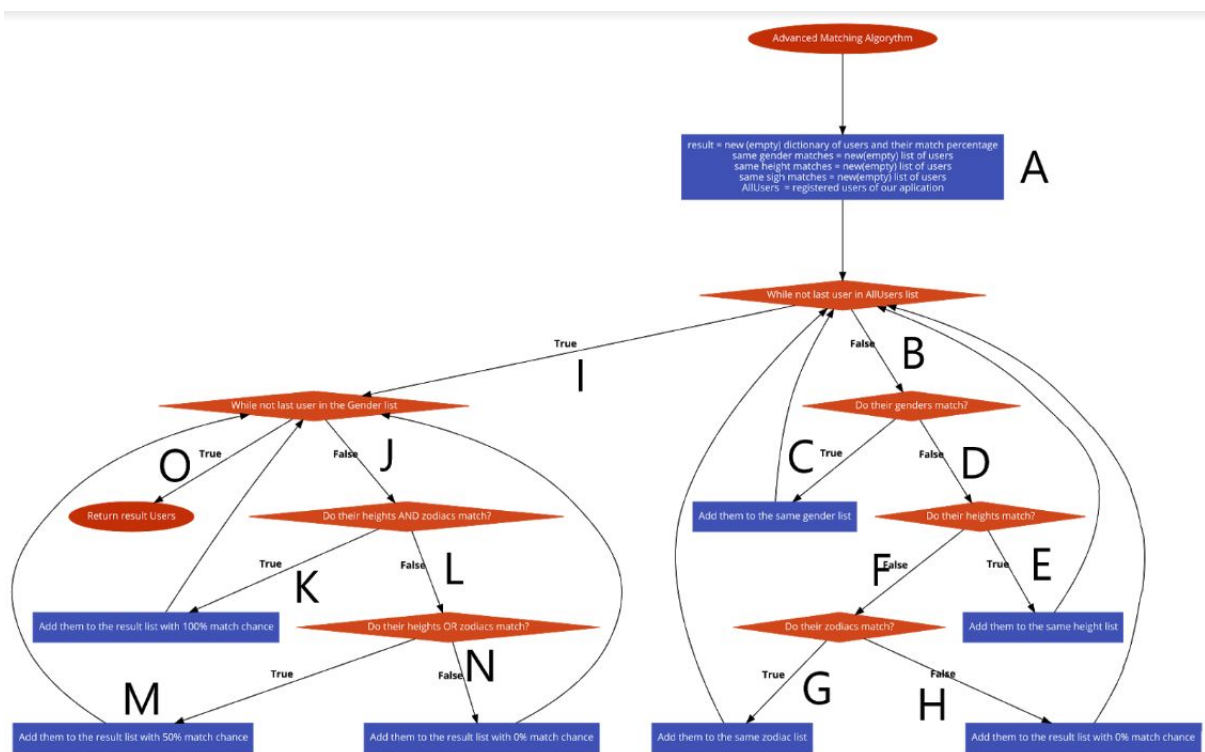 Advanced Matching Algorythm
result = new (empty) dictionary of users and their match percentage
same gender matches = new(empty) list of users
same height matches = new(empty) list of users
same sigh matches = new(empty) list of users
AllUsers = registered users of our aplication
A
While not last user in AllUsers list
True
False
B
I
While not last user in the Gender list
Do their genders match?
O
True
False
J
C
True
False
D
Return result Users
Do their heights AND zodiacs match?
Add them to the same gender list
Do their heights match?
True
K
False
L
F
False
True
E
Add them to the result list with 100% match chance
Do their heights OR zodiacs match?
Do their zodiacs match?
Add them to the same height list
M
True
False
N
True
G
H
False
Add them to the result list with 50% match chance
Add them to the result list with 0% match chance
Add them to the same zodiac list
Add them to the result list with 0% match chance